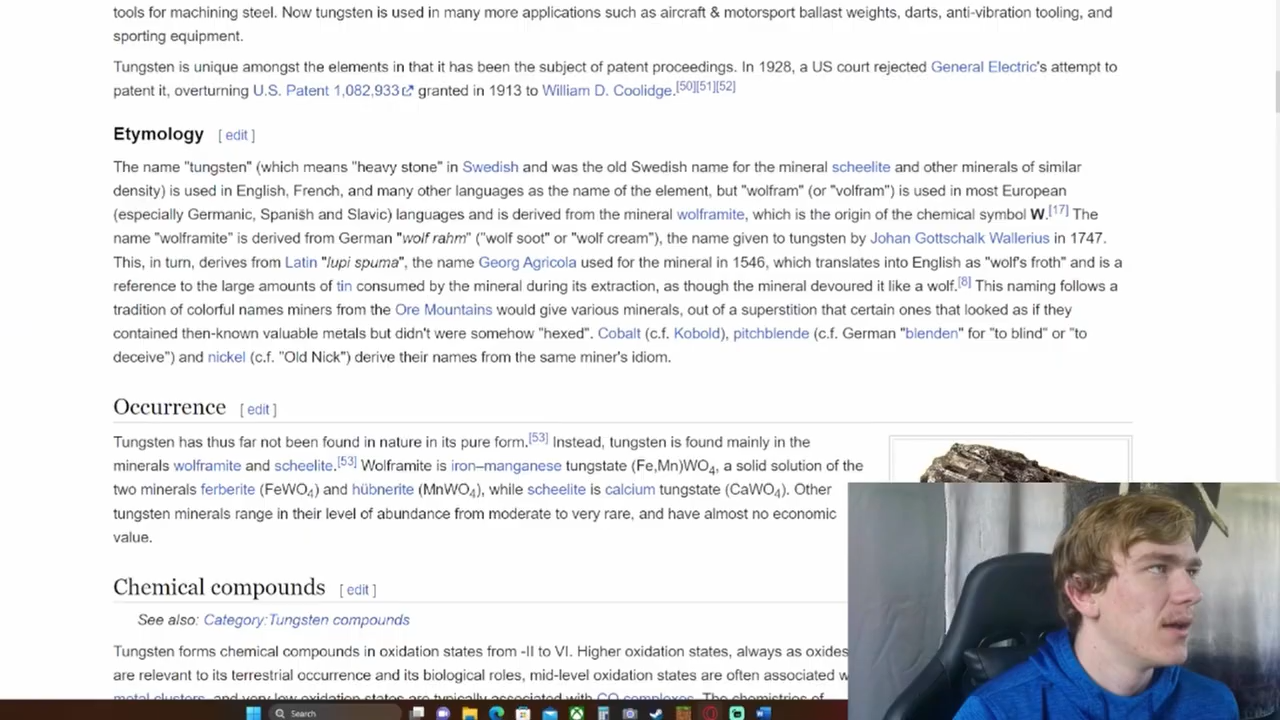 tools for machining steel. Now tungsten is used in many more applications such as aircraft & motorsport ballast weights, darts, anti-vibration tooling, and
sporting equipment.
Tungsten is unique amongst the elements in that it has been the subject of patent proceedings. In 1928, a US court rejected General Electric's attempt to
patent it, overturning U.S. Patent 1,082,933 granted in 1913 to William D. Coolidge.[50][51][52]
Etymology [ edit ]
The name "tungsten" (which means "heavy stone" in Swedish and was the old Swedish name for the mineral scheelite and other minerals of similar
density) is used in English, French, and many other languages as the name of the element, but "wolfram" (or "volfram") is used in most European
(especially Germanic, Spanish and Slavic) languages and is derived from the mineral wolframite, which is the origin of the chemical symbol W.[17] The
name "wolframite" is derived from German "wolf rahm" ("wolf soot" or "wolf cream"), the name given to tungsten by Johan Gottschalk Wallerius in 1747.
This, in turn, derives from Latin "lupi spuma", the name Georg Agricola used for the mineral in 1546, which translates into English as "wolf's froth" and is a
reference to the large amounts of tin consumed by the mineral during its extraction, as though the mineral devoured it like a wolf.[8] This naming follows a
tradition of colorful names miners from the Ore Mountains would give various minerals, out of a superstition that certain ones that looked as if they
contained then-known valuable metals but didn't were somehow "hexed". Cobalt (c.f. Kobold), pitchblende (c.f. German "blenden" for "to blind" or "to
deceive") and nickel (c.f. "Old Nick") derive their names from the same miner's idiom.
Occurrence [ edit ]
Tungsten has thus far not been found in nature in its pure form.[53] Instead, tungsten is found mainly in the
minerals wolframite and scheelite.[53] Wolframite is iron–manganese tungstate (Fe,Mn)WO₄, a solid solution of the
two minerals ferberite (FeWO₄) and hübnerite (MnWO₄), while scheelite is calcium tungstate (CaWO₄). Other
tungsten minerals range in their level of abundance from moderate to very rare, and have almost no economic
value.
Chemical compounds [ edit ]
See also: Category:Tungsten compounds
Tungsten forms chemical compounds in oxidation states from -II to VI. Higher oxidation states, always as oxides
are relevant to its terrestrial occurrence and its biological roles, mid-level oxidation states are often associated w
metal clusters, and very low oxidation states are typically associated with CO complexes. The chemistries of
Search